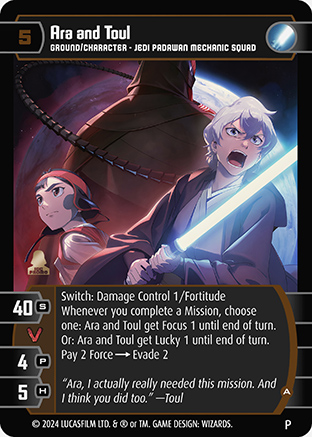 5 Ara and Toul
GROUND/CHARACTER - JEDI PADAWAN MECHANIC SQUAD
40 S
4 P
5 H
Switch: Damage Control 1/Fortitude
Whenever you complete a Mission, choose
one: Ara and Toul get Focus 1 until end of turn.
Or: Ara and Toul get Lucky 1 until end of turn.
Pay 2 Force → Evade 2
“Ara, I actually really needed this mission. And
I think you did too.” —Toul
A
© 2024 LUCASFILM LTD. & ® OR TM. GAME DESIGN: WIZARDS.
P